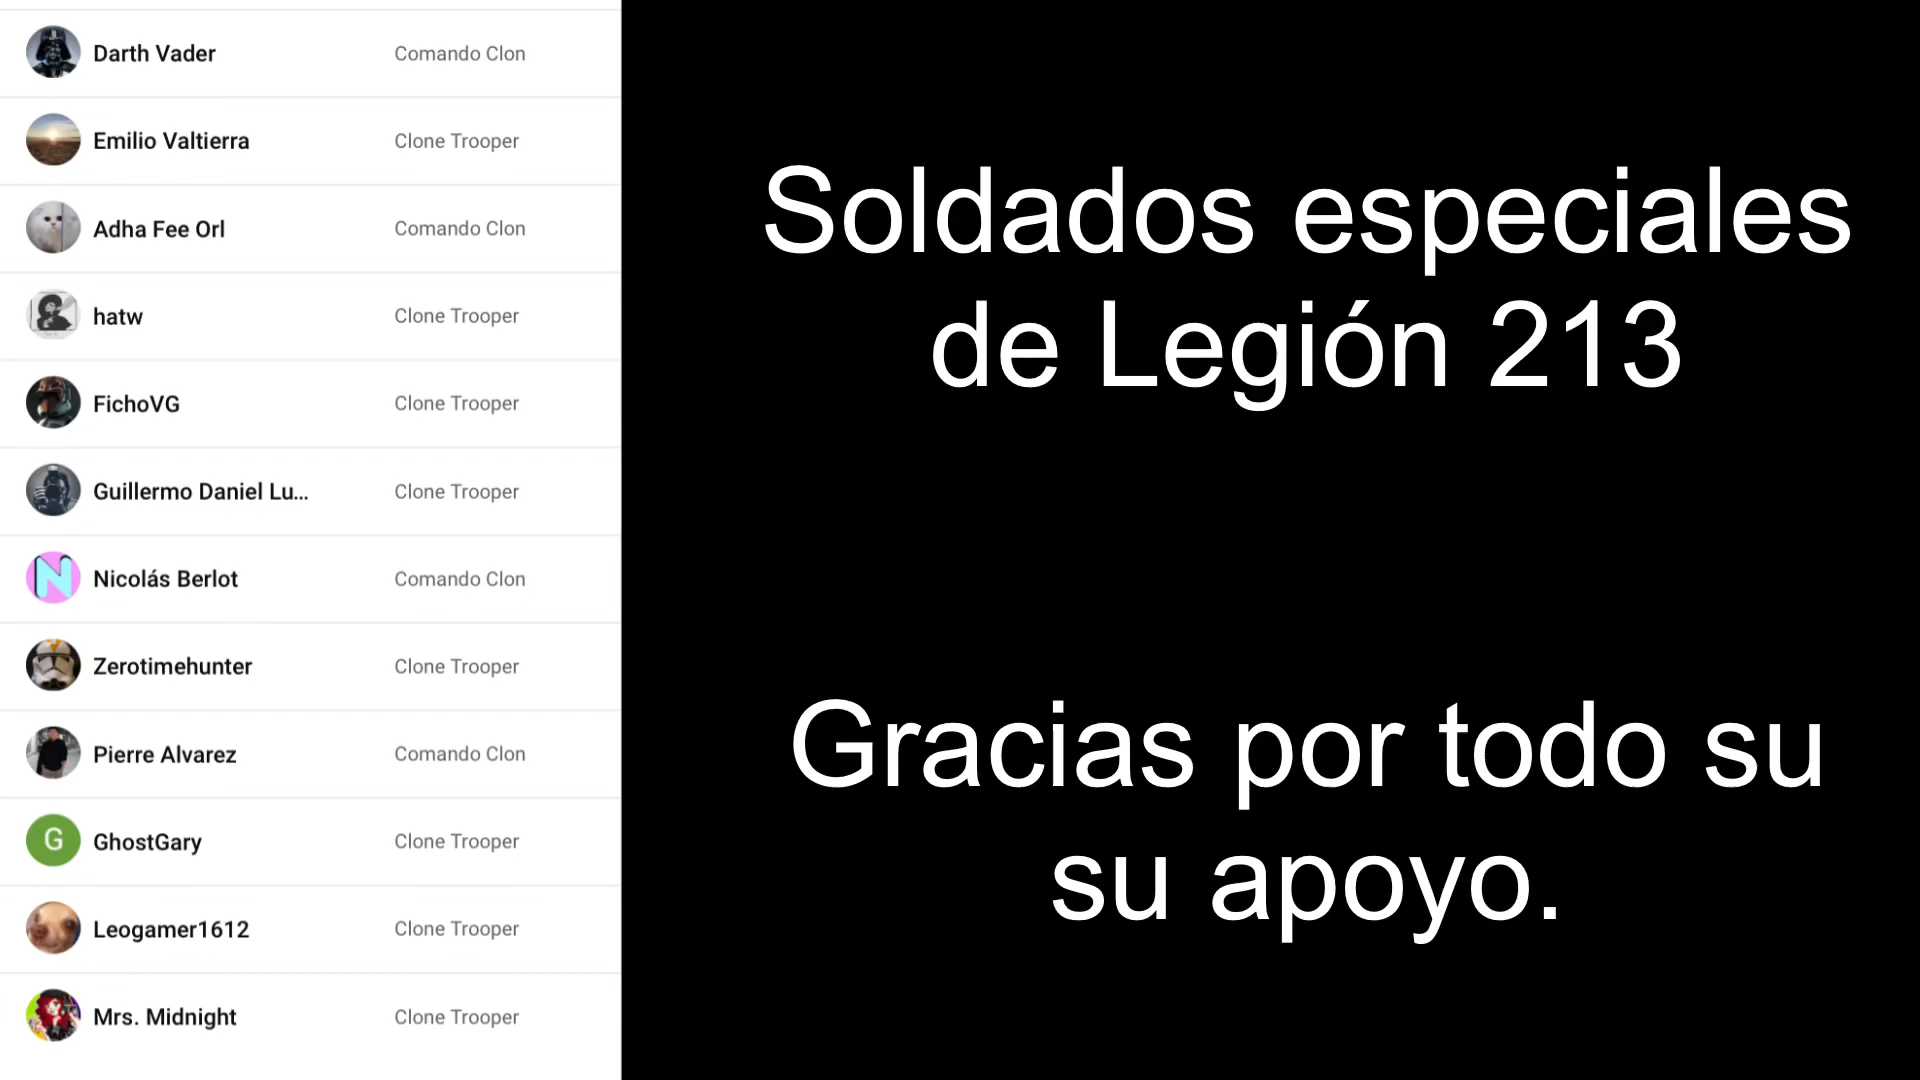 Darth Vader Comando Clon
Emilio Valtierra Clone Trooper
Adha Fee Orl Comando Clon
hatw Clone Trooper
FichoVG Clone Trooper
Guillermo Daniel Lu... Clone Trooper
Nicolás Berlot Comando Clon
Zerotimehunter Clone Trooper
Pierre Alvarez Comando Clon
G GhostGary Clone Trooper
Leogamer1612 Clone Trooper
Mrs. Midnight Clone Trooper
Soldados especiales
de Legión 213
Gracias por todo su
su apoyo.